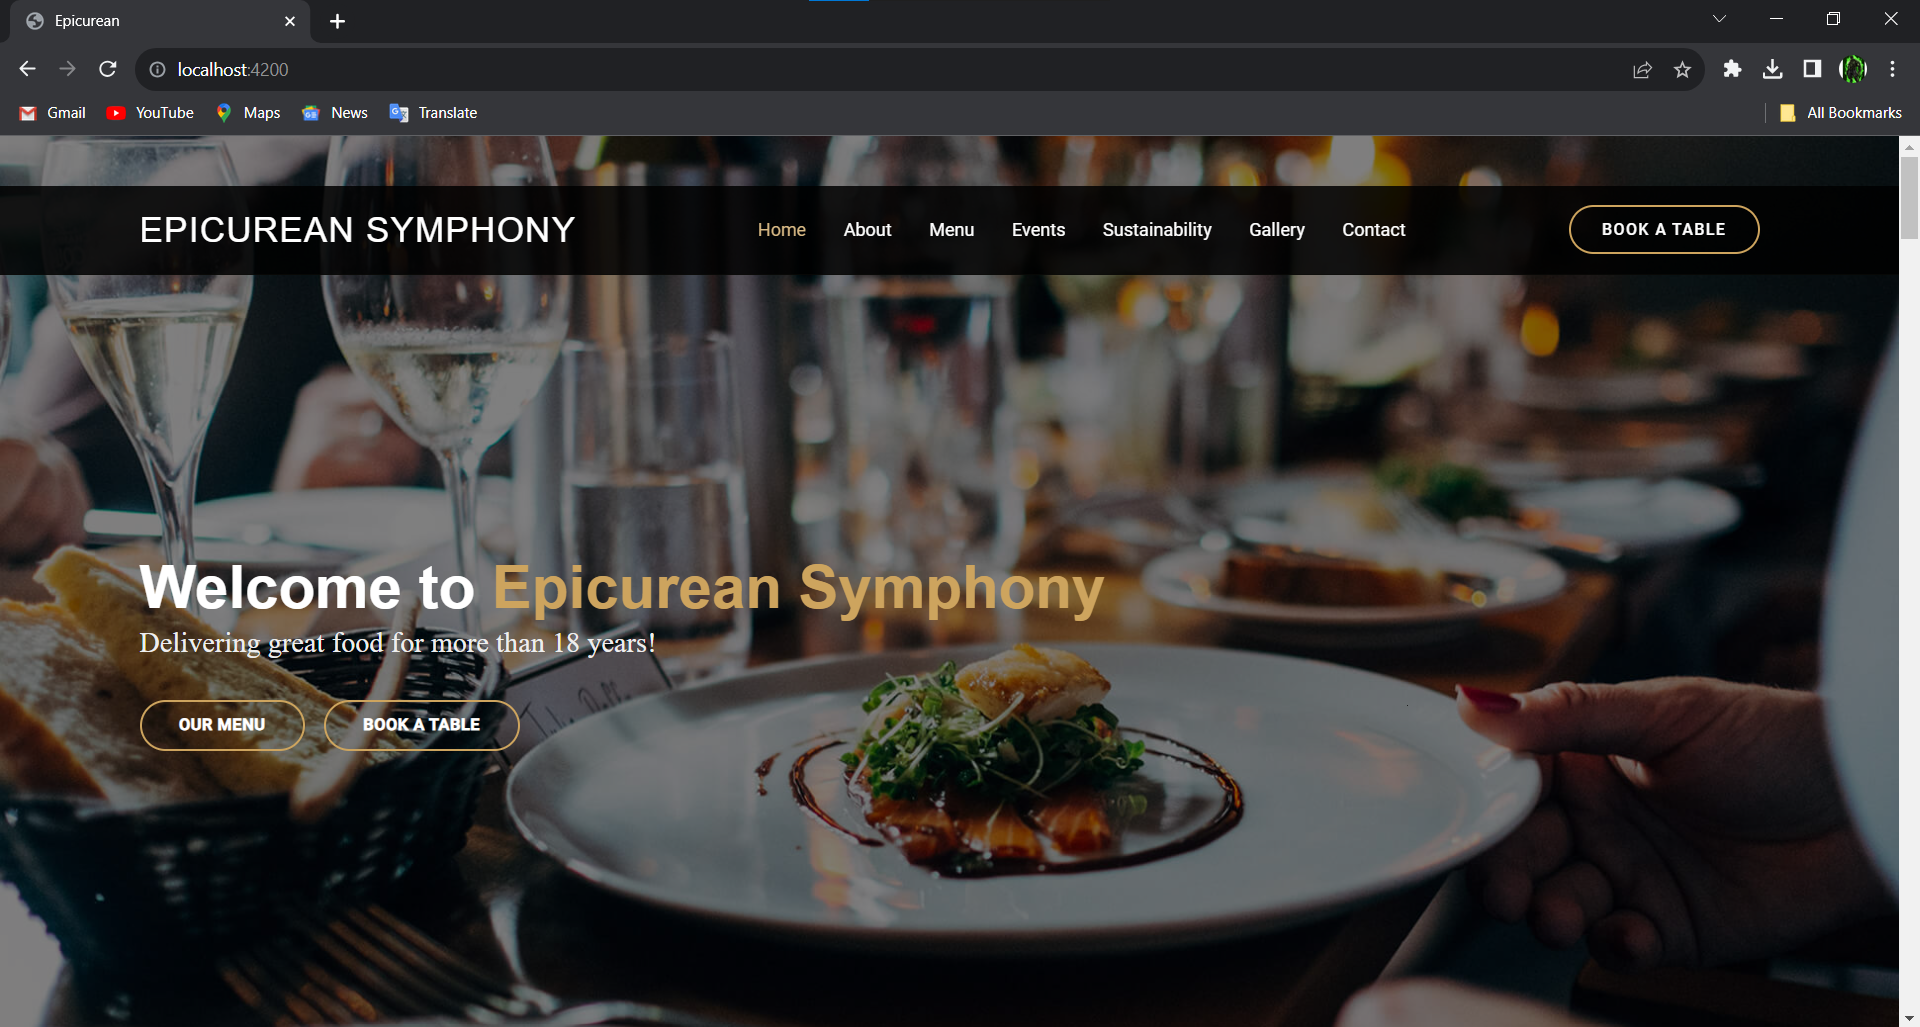 Epicurean
localhost:4200
Gmail
YouTube
Maps
News
Translate
All Bookmarks
EPICUREAN SYMPHONY
Home
About
Menu
Events
Sustainability
Gallery
Contact
BOOK A TABLE
Welcome to Epicurean Symphony
Delivering great food for more than 18 years!
OUR MENU
BOOK A TABLE